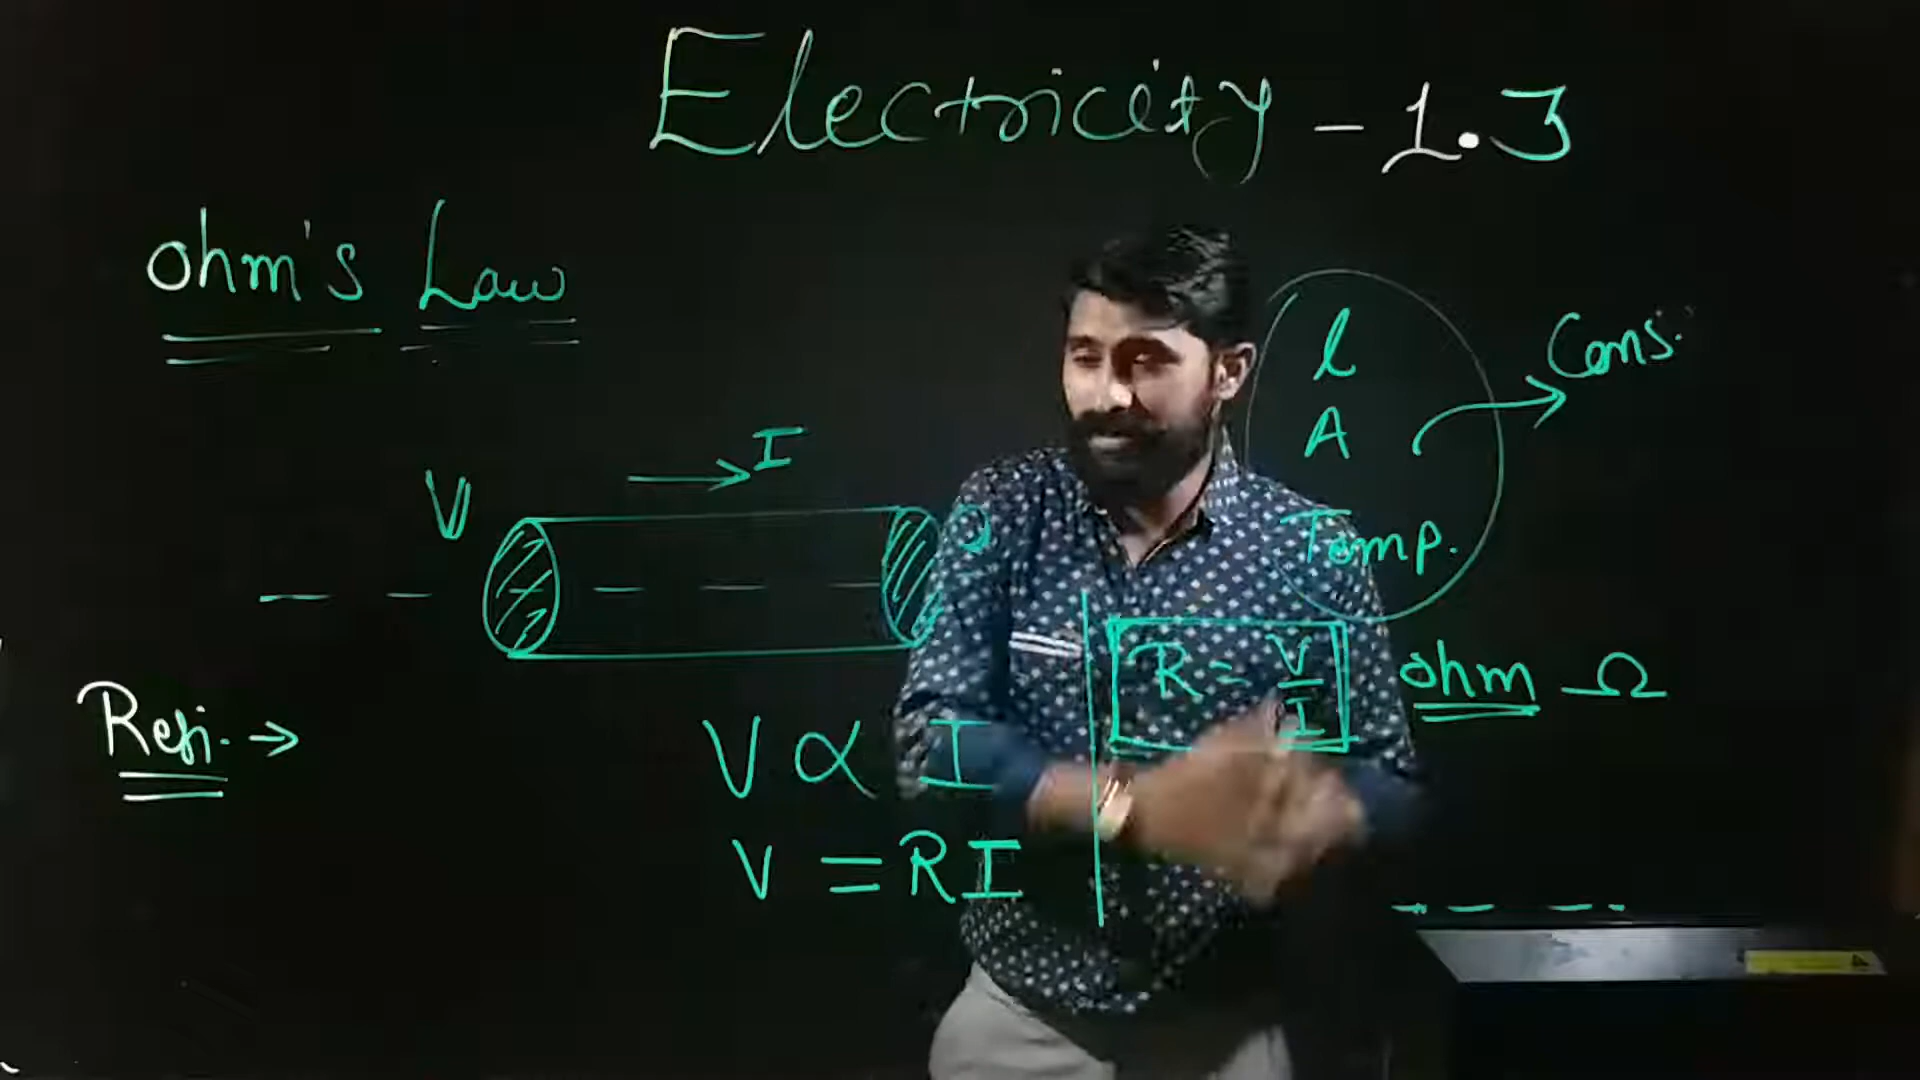 Electricity - 1.3
ohm's Law
l
A
Cons.
Temp.
I
V
R = V/I
ohm Ω
Resi. →
V ∝ I
V = RI